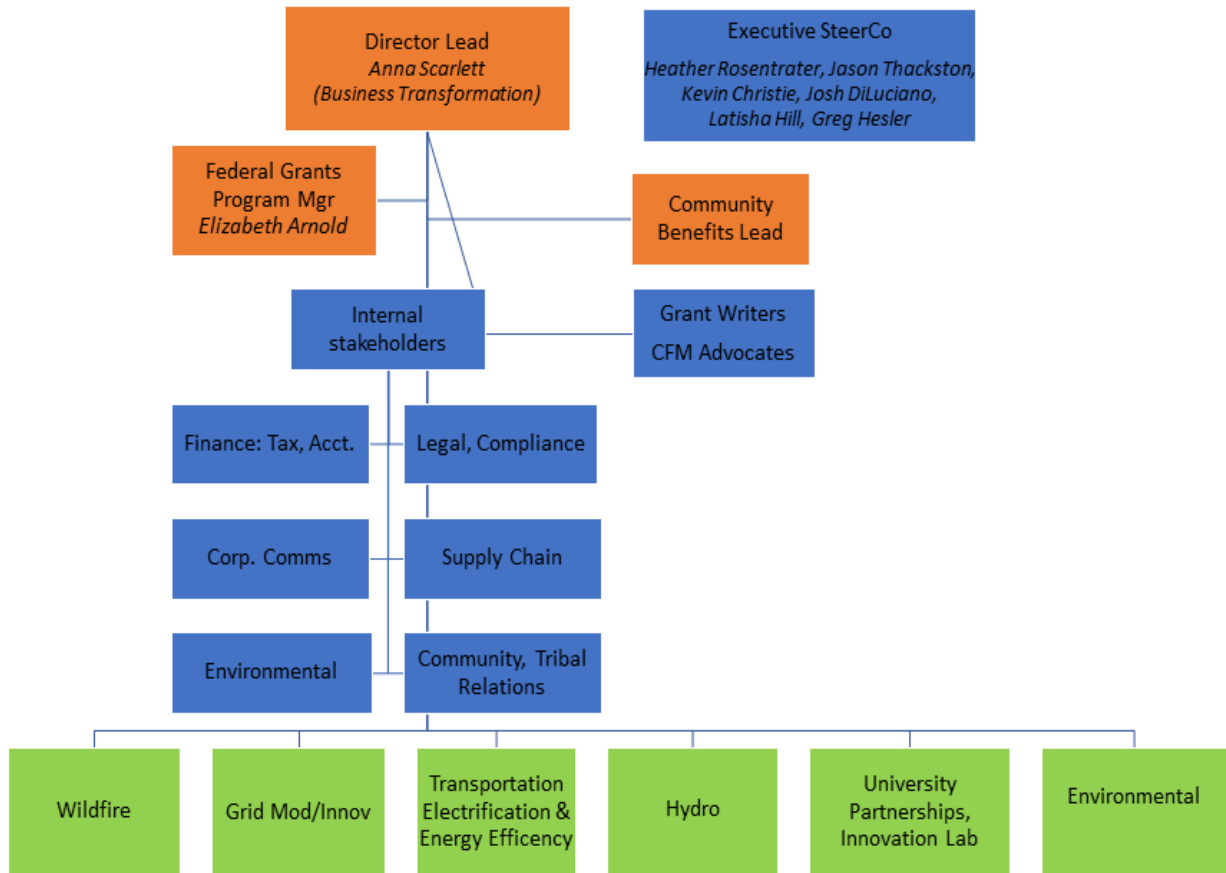 Director Lead
Anna Scarlett
(Business Transformation)
Executive SteerCo
Heather Rosentrater, Jason Thackston,
Kevin Christie, Josh DiLuciano,
Latisha Hill, Greg Hesler
Federal Grants
Program Mgr
Elizabeth Arnold
Community
Benefits Lead
Internal
stakeholders
Grant Writers
CFM Advocates
Finance: Tax, Acct.
Legal, Compliance
Corp. Comms
Supply Chain
Environmental
Community, Tribal
Relations
Wildfire
Grid Mod/Innov
Transportation
Electrification &
Energy Efficency
Hydro
University
Partnerships,
Innovation Lab
Environmental